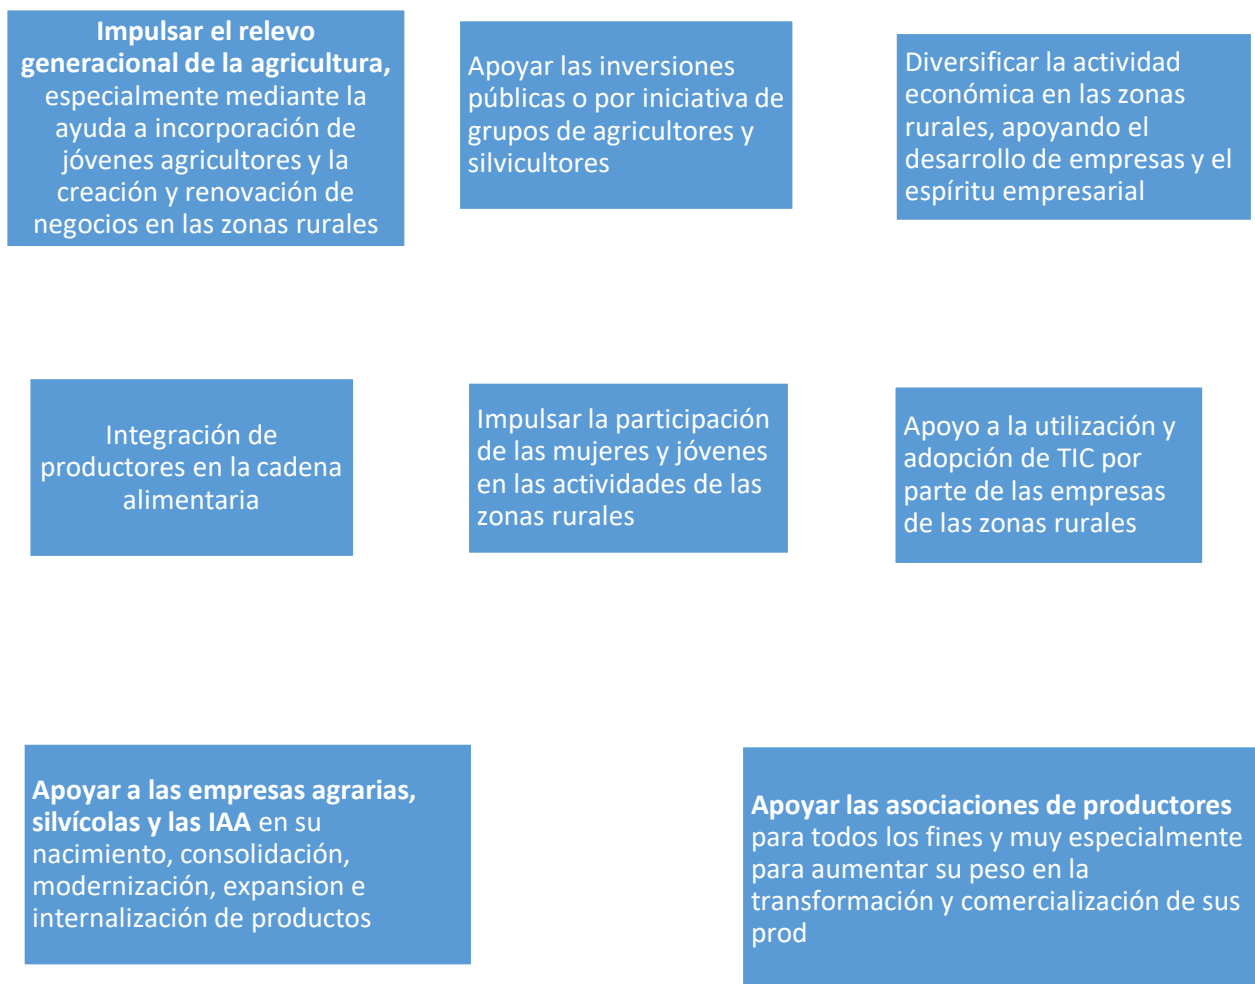 Impulsar el relevo
generacional de la agricultura,
especialmente mediante la
ayuda a incorporación de
jóvenes agricultores y la
creación y renovación de
negocios en las zonas rurales
Apoyar las inversiones
públicas o por iniciativa de
grupos de agricultores y
silvicultores
Diversificar la actividad
económica en las zonas
rurales, apoyando el
desarrollo de empresas y el
espíritu empresarial
Integración de
productores en la cadena
alimentaria
Impulsar la participación
de las mujeres y jóvenes
en las actividades de las
zonas rurales
Apoyo a la utilización y
adopción de TIC por
parte de las empresas
de las zonas rurales
Apoyar a las empresas agrarias,
silvícolas y las IAA en su
nacimiento, consolidación,
modernización, expansion e
internalización de productos
Apoyar las asociaciones de productores
para todos los fines y muy especialmente
para aumentar su peso en la
transformación y comercialización de sus
prod